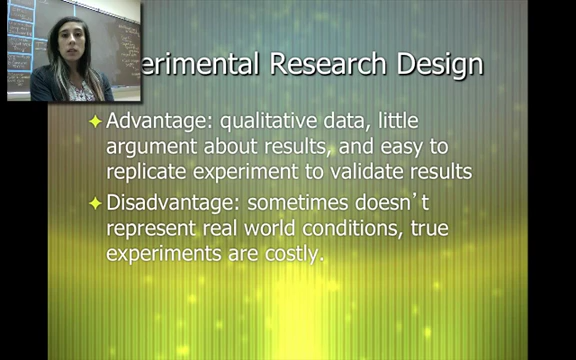 erimental Research Design
Advantage: qualitative data, little
argument about results, and easy to
replicate experiment to validate results
Disadvantage: sometimes doesn't
represent real world conditions, true
experiments are costly.